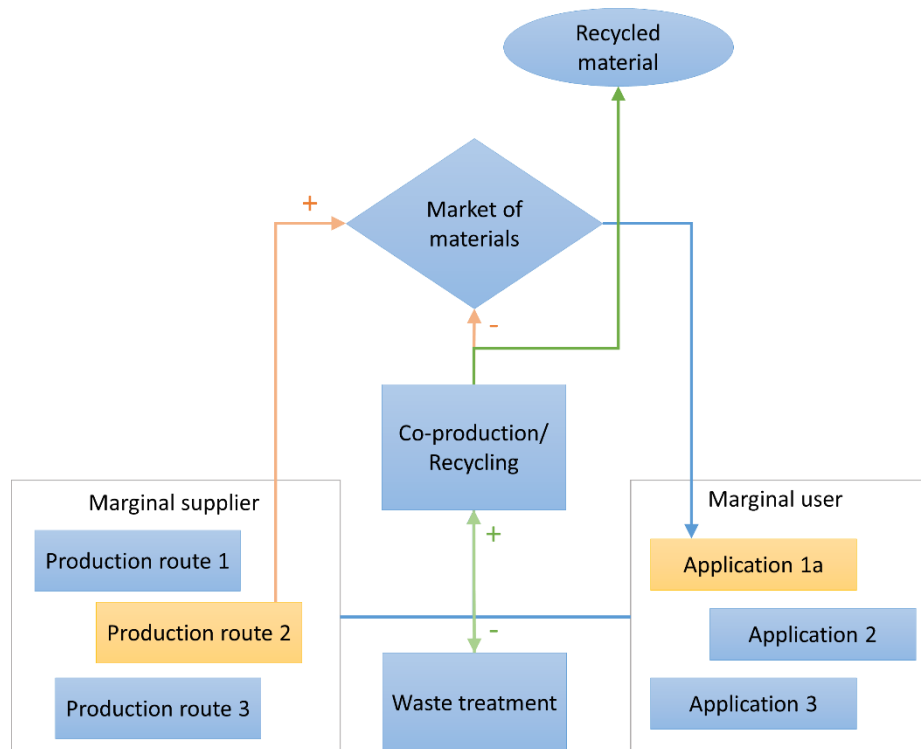 Recycled
material
+
Market of
materials
-
Co-production/
Recycling
Marginal supplier
Production route 1
Production route 2
Production route 3
+
-
Waste treatment
Marginal user
Application 1a
Application 2
Application 3